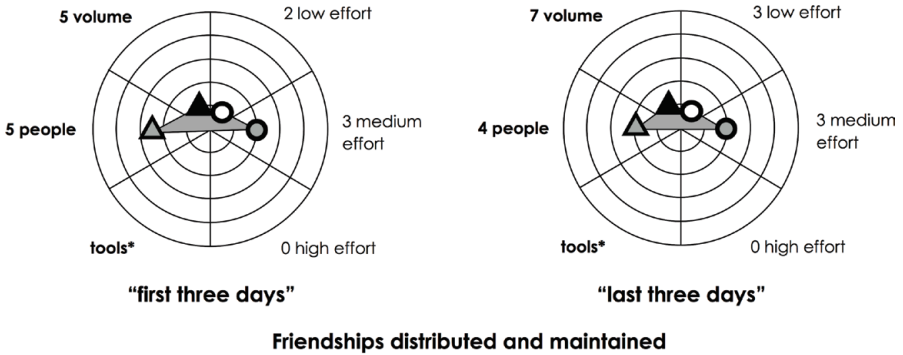 5 volume
2 low effort
5 people
3 medium
effort
tools*
0 high effort
"first three days"
7 volume
3 low effort
4 people
3 medium
effort
tools*
0 high effort
"last three days"
Friendships distributed and maintained